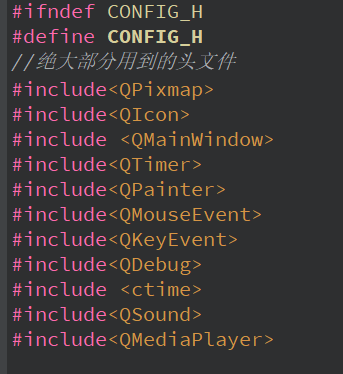 #ifndef CONFIG_H
#define CONFIG_H
//绝大部分用到的头文件
#include<QPixmap>
#include<QIcon>
#include <QMainWindow>
#include<QTimer>
#include<QPainter>
#include<QMouseEvent>
#include<QKeyEvent>
#include<QDebug>
#include <ctime>
#include<QSound>
#include<QMediaPlayer>